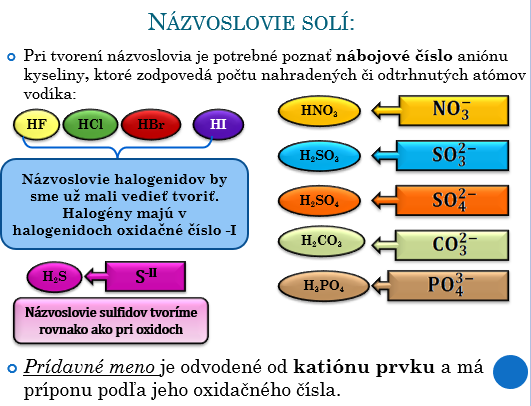 NÁZVOSLOVIE SOLÍ:
Pri tvorení názvoslovia je potrebné poznať nábojové číslo aniónu
kyseliny, ktoré zodpovedá počtu nahradených či odtrhnutých atómov
vodíka:
HF HCl HBr HI
Názvoslovie halogenidov by
sme už mali vedieť tvoriť.
Halogény majú v
halogenidoch oxidačné číslo -I
H₂S S⁻ᴵᴵ
Názvoslovie sulfidov tvoríme
rovnako ako pri oxidoch
HNO₃ NO₃⁻
H₂SO₃ SO₃²⁻
H₂SO₄ SO₄²⁻
H₂CO₃ CO₃²⁻
H₃PO₄ PO₄³⁻
Prídavné meno je odvodené od katiónu prvku a má
príponu podľa jeho oxidačného čísla.